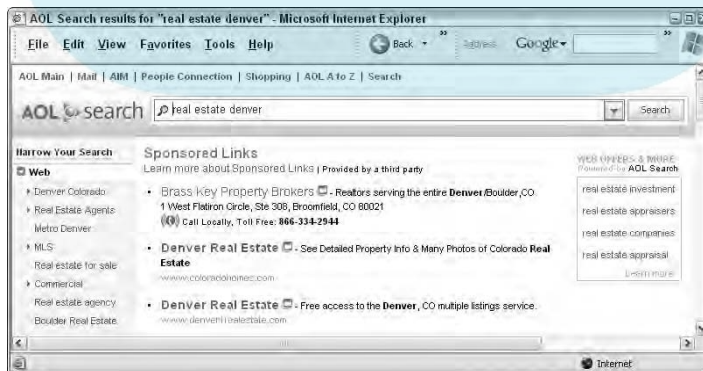 AOL Search results for "real estate denver" - Microsoft Internet Explorer
File Edit View Favorites Tools Help Back Address Google
AOL Main | Mail | AIM | People Connection | Shopping | AOL A to Z | Search
AOL search real estate denver Search
Narrow Your Search
Web
Denver Colorado
Real Estate Agents
Metro Denver
MLS
Real estate for sale
Commercial
Real estate agency
Boulder Real Estate
Sponsored Links
Learn more about Sponsored Links | Provided by a third party
• Brass Key Property Brokers - Realtors serving the entire Denver/Boulder,CO
1 West Flatiron Circle, Ste 308, Broomfield, CO 80021
Call Locally, Toll Free: 866-334-2944
• Denver Real Estate - See Detailed Property Info & Many Photos of Colorado Real
Estate
www.coloradohomes.com
• Denver Real Estate - Free access to the Denver, CO multiple listings service.
WEB OFFERS & MORE
Powered by AOL Search
real estate investment
real estate appraisers
real estate companies
real estate appraisal
Learn more
Internet